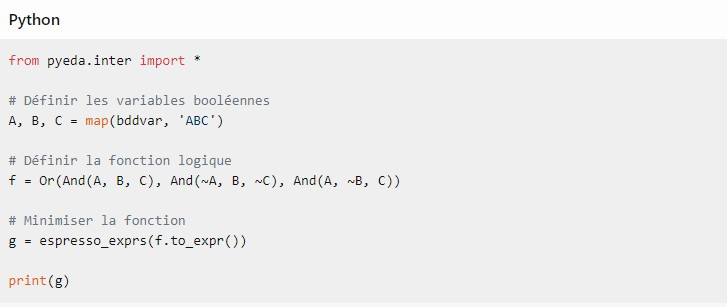 Python
from pyeda.inter import *
# Définir les variables booléennes
A, B, C = map(bddvar, 'ABC')
# Définir la fonction logique
f = Or(And(A, B, C), And(~A, B, ~C), And(A, ~B, C))
# Minimiser la fonction
g = espresso_exprs(f.to_expr())
print(g)